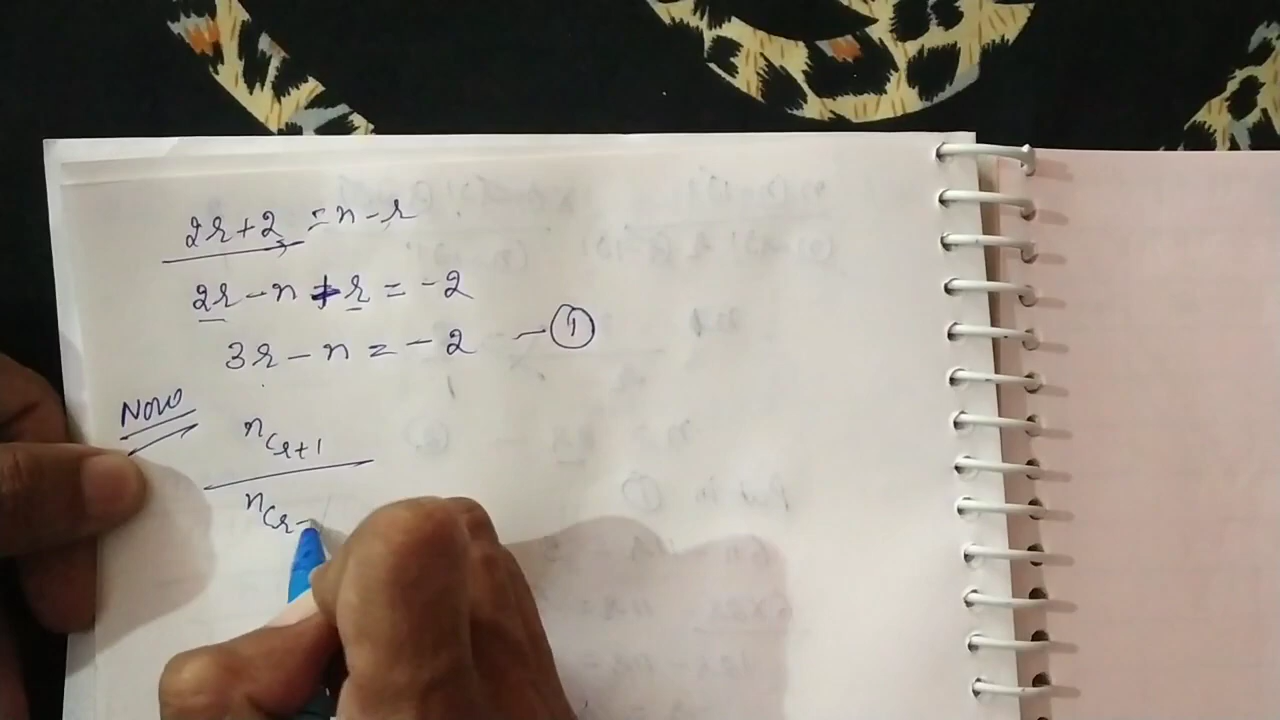 2r+2 = n-r
2r - n + r = -2
3r - n = -2 — ①
Now
nCr+1
nCr-